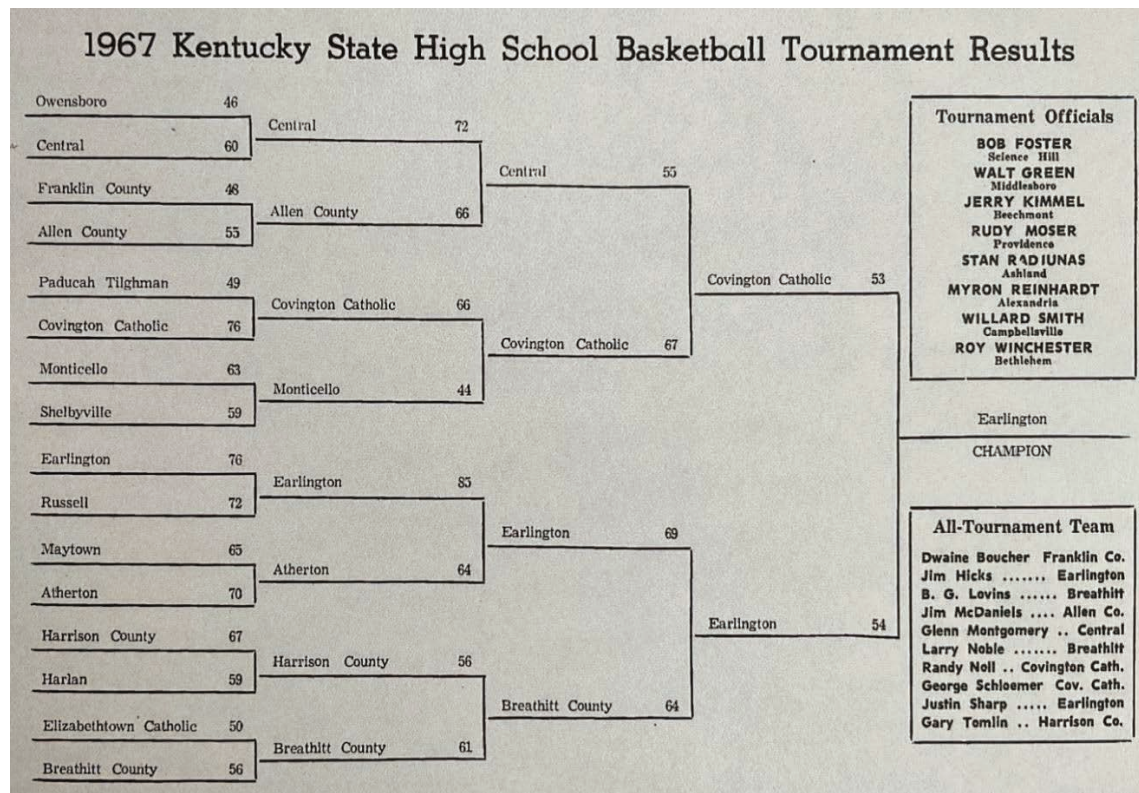 1967 Kentucky State High School Basketball Tournament Results
Owensboro 46
Central 60
Franklin County 48
Allen County 55
Paducah Tilghman 49
Covington Catholic 76
Monticello 63
Shelbyville 59
Earlington 76
Russell 72
Maytown 65
Atherton 70
Harrison County 67
Harlan 59
Elizabethtown Catholic 50
Breathitt County 56
Central 72
Allen County 66
Covington Catholic 66
Monticello 44
Earlington 85
Atherton 64
Harrison County 56
Breathitt County 61
Central 55
Covington Catholic 67
Earlington 69
Breathitt County 64
Covington Catholic 53
Earlington 54
Earlington
CHAMPION
Tournament Officials
BOB FOSTER
Science Hill
WALT GREEN
Middlesboro
JERRY KIMMEL
Beechmont
RUDY MOSER
Providence
STAN RADIUNAS
Ashland
MYRON REINHARDT
Alexandria
WILLARD SMITH
Campbellsville
ROY WINCHESTER
Bethlehem
All-Tournament Team
Dwaine Boucher Franklin Co.
Jim Hicks ....... Earlington
B. G. Lovins ...... Breathitt
Jim McDaniels .... Allen Co.
Glenn Montgomery .. Central
Larry Noble ....... Breathitt
Randy Noll .. Covington Cath.
George Schloemer Cov. Cath.
Justin Sharp ..... Earlington
Gary Tomlin .. Harrison Co.